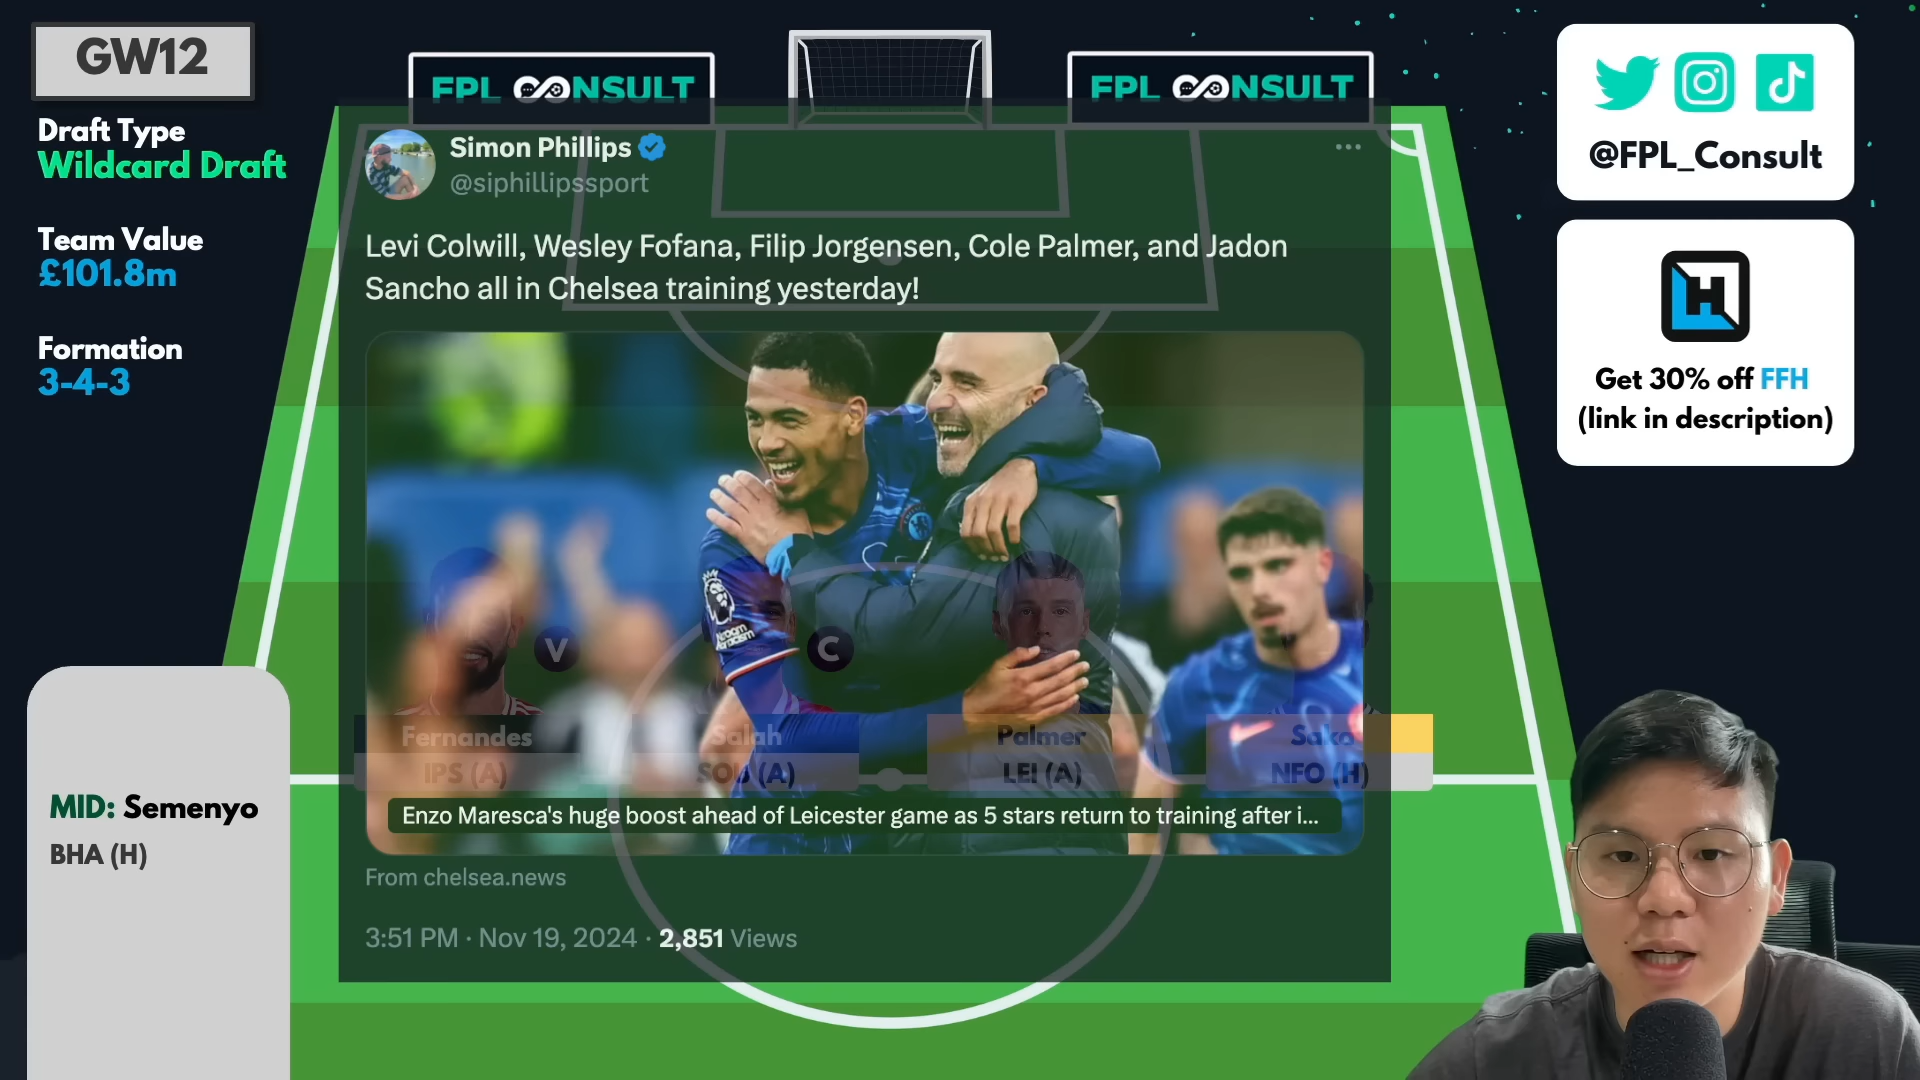 GW12
Draft Type
Wildcard Draft
Team Value
£101.8m
Formation
3-4-3
FPL CONSULT
FPL CONSULT
Simon Phillips
@siphillipssport
Levi Colwill, Wesley Fofana, Filip Jorgensen, Cole Palmer, and Jadon
Sancho all in Chelsea training yesterday!
V
C
Fernandes
IPS (A)
Salah
SOU (A)
Palmer
LEI (A)
Saka
NFO (H)
Enzo Maresca's huge boost ahead of Leicester game as 5 stars return to training after i...
From chelsea.news
3:51 PM · Nov 19, 2024 · 2,851 Views
MID: Semenyo
BHA (H)
@FPL_Consult
H
Get 30% off FFH
(link in description)